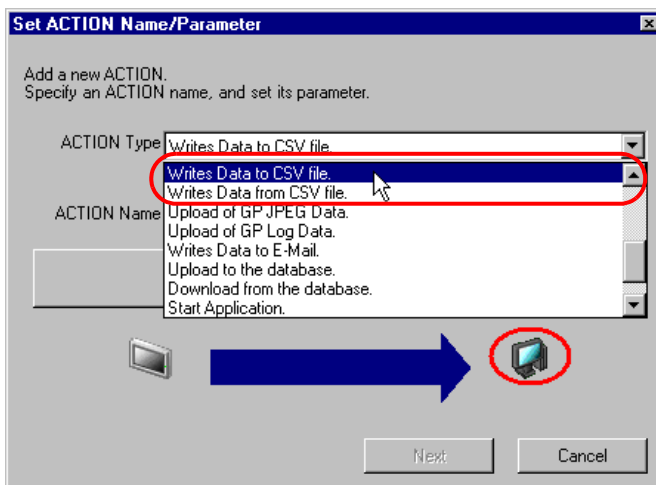 Set ACTION Name/Parameter
Add a new ACTION.
Specify an ACTION name, and set its parameter.
ACTION Type Writes Data to CSV file.
Writes Data to CSV file.
Writes Data from CSV file.
ACTION Name Upload of GP JPEG Data.
Upload of GP Log Data.
Writes Data to E-Mail.
Upload to the database.
Download from the database.
Start Application.
Next Cancel